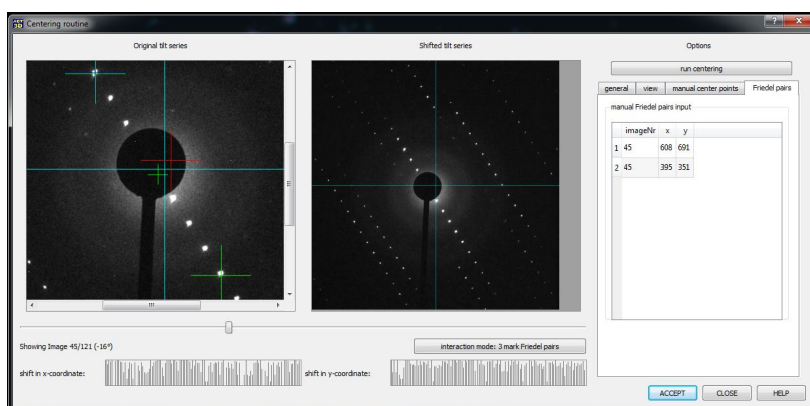 ADT
3D
Centering routine
Original tilt series
Shifted tilt series
Options
run centering
general
view
manual center points
Friedel pairs
manual Friedel pairs input
imageNr x y
1 45 608 691
2 45 395 351
Showing Image 45/121 (-16°)
interaction mode: 3 mark Friedel pairs
shift in x-coordinate:
shift in y-coordinate:
ACCEPT
CLOSE
HELP